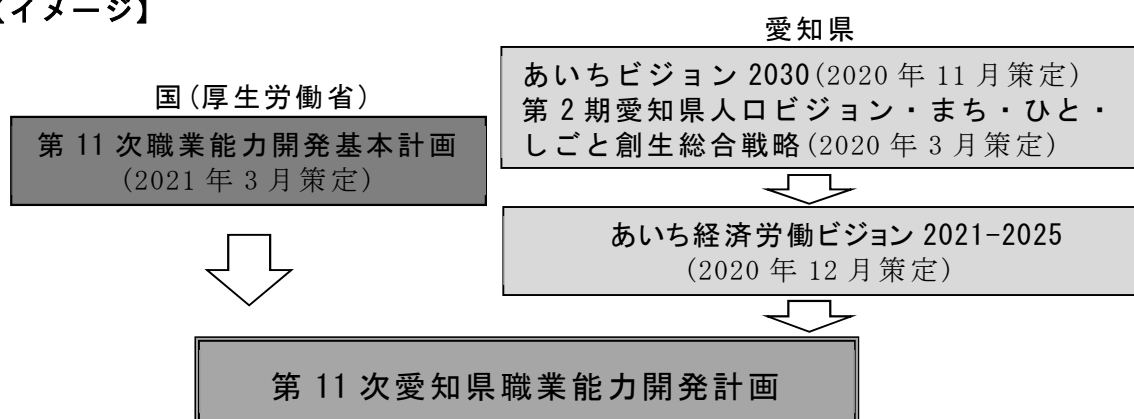 【イメージ】
愛知県
あいちビジョン 2030(2020 年 11 月策定)
第 2 期愛知県人口ビジョン・まち・ひと・
しごと創生総合戦略(2020 年 3 月策定)
国(厚生労働省)
第 11 次職業能力開発基本計画
(2021 年 3 月策定)
あいち経済労働ビジョン 2021-2025
(2020 年 12 月策定)
第 11 次愛知県職業能力開発計画